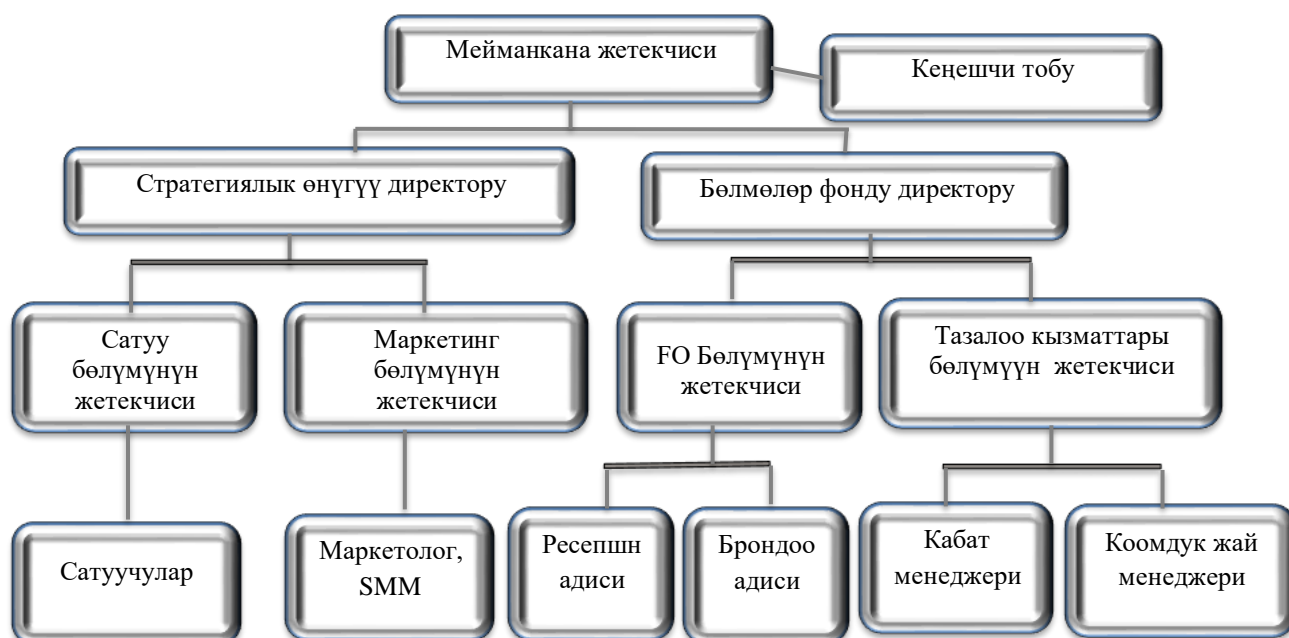 Мейманкана жетекчиси
Кеңешчи тобу
Стратегиялык өнүгүү директору
Бөлмөлөр фонду директору
Сатуу
бөлүмүнүн
жетекчиси
Маркетинг
бөлүмүнүн
жетекчиси
FO Бөлүмүнүн
жетекчиси
Тазалоо кызматтары
бөлүмүүн жетекчиси
Сатуучулар
Маркетолог,
SMM
Ресепшн
адиси
Брондоо
адиси
Кабат
менеджери
Коомдук жай
менеджери